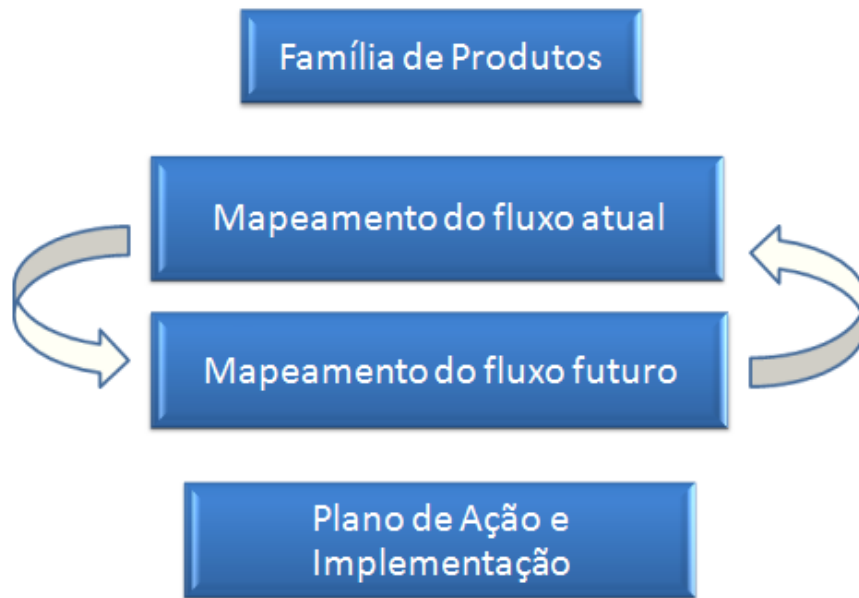 Família de Produtos
Mapeamento do fluxo atual
Mapeamento do fluxo futuro
Plano de Ação e
Implementação